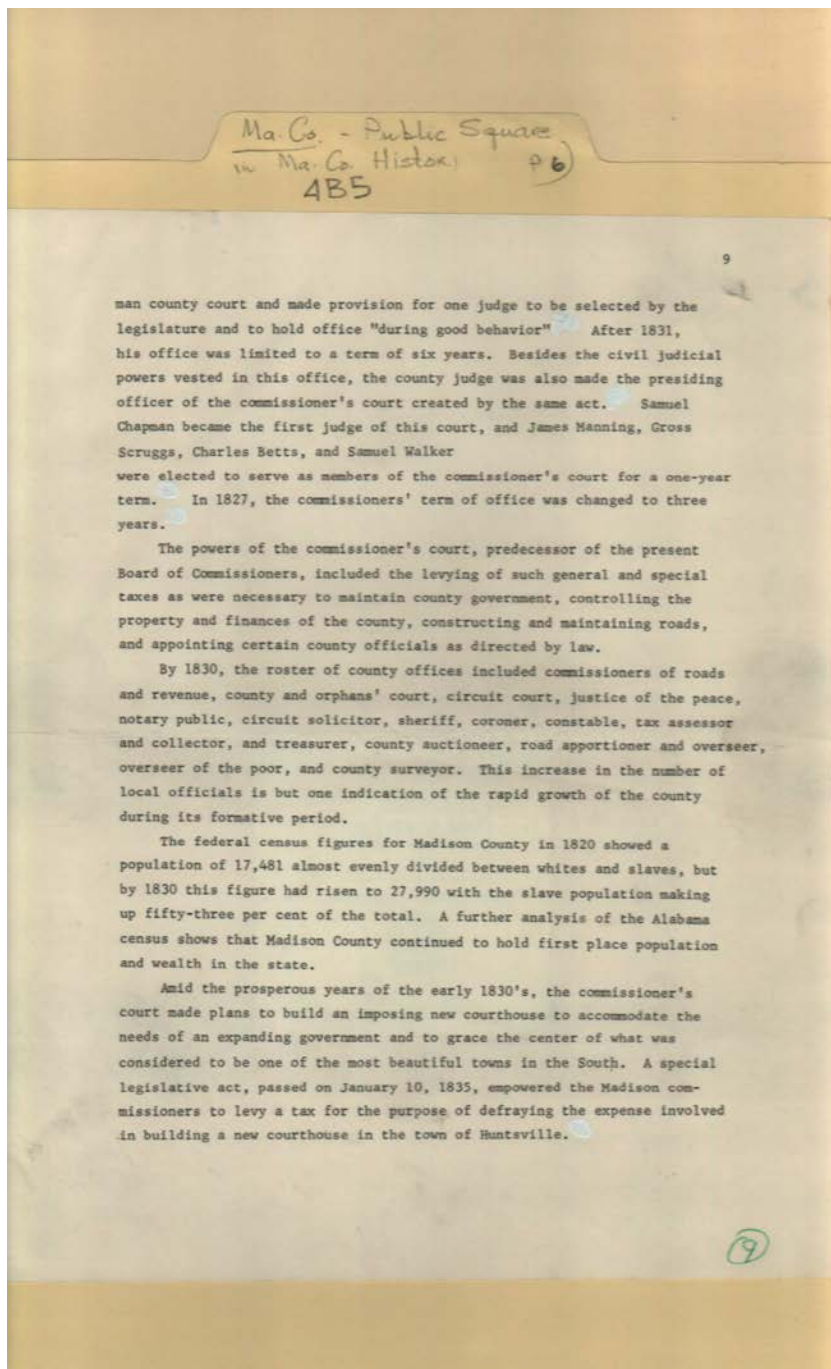 Ma. Co. - Public Square
in Ma. Co. Histor p 6)
4B5
9
man county court and made provision for one judge to be selected by the
legislature and to hold office "during good behavior" After 1831,
his office was limited to a term of six years. Besides the civil judicial
powers vested in this office, the county judge was also made the presiding
officer of the commissioner's court created by the same act. Samuel
Chapman became the first judge of this court, and James Manning, Gross
Scruggs, Charles Betts, and Samuel Walker
were elected to serve as members of the commissioner's court for a one-year
term. In 1827, the commissioners' term of office was changed to three
years.
The powers of the commissioner's court, predecessor of the present
Board of Commissioners, included the levying of such general and special
taxes as were necessary to maintain county government, controlling the
property and finances of the county, constructing and maintaining roads,
and appointing certain county officials as directed by law.
By 1830, the roster of county offices included commissioners of roads
and revenue, county and orphans' court, circuit court, justice of the peace,
notary public, circuit solicitor, sheriff, coroner, constable, tax assessor
and collector, and treasurer, county auctioneer, road apportioner and overseer,
overseer of the poor, and county surveyor. This increase in the number of
local officials is but one indication of the rapid growth of the county
during its formative period.
The federal census figures for Madison County in 1820 showed a
population of 17,481 almost evenly divided between whites and slaves, but
by 1830 this figure had risen to 27,990 with the slave population making
up fifty-three per cent of the total. A further analysis of the Alabama
census shows that Madison County continued to hold first place population
and wealth in the state.
Amid the prosperous years of the early 1830's, the commissioner's
court made plans to build an imposing new courthouse to accommodate the
needs of an expanding government and to grace the center of what was
considered to be one of the most beautiful towns in the South. A special
legislative act, passed on January 10, 1835, empowered the Madison com-
missioners to levy a tax for the purpose of defraying the expense involved
in building a new courthouse in the town of Huntsville.
9